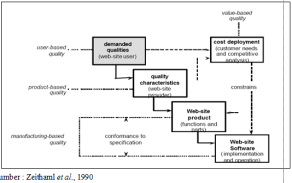 value-based
quality
user-based
quality
demanded
qualities
(web-site user)
cost deployment
(customer needs
and competitive
analysis)
product-based
quality
quality
characteristics
(web-site
provider)
constrains
Web-site
product
(functions and
parts)
manufacturing-based
quality
conformance to
specification
Web-site
Software
(implementation
and operation)
umber : Zeithaml et al., 1990